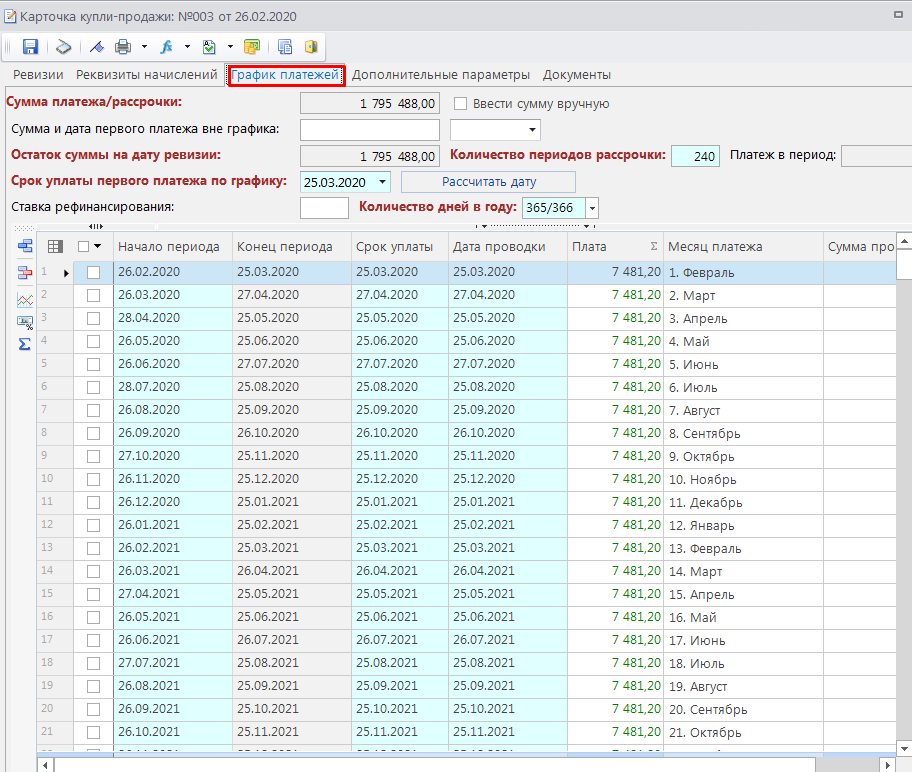 Карточка купли-продажи: №003 от 26.02.2020
Ревизии Реквизиты начислений График платежей Дополнительные параметры Документы
Сумма платежа/рассрочки: 1 795 488,00 Ввести сумму вручную
Сумма и дата первого платежа вне графика:
Остаток суммы на дату ревизии: 1 795 488,00 Количество периодов рассрочки: 240 Платеж в период:
Срок уплаты первого платежа по графику: 25.03.2020 Рассчитать дату
Ставка рефинансирования: Количество дней в году: 365/366
Начало периода Конец периода Срок уплаты Дата проводки Плата Σ Месяц платежа Сумма про
1 26.02.2020 25.03.2020 25.03.2020 25.03.2020 7 481,20 1. Февраль
2 26.03.2020 27.04.2020 27.04.2020 27.04.2020 7 481,20 2. Март
3 28.04.2020 25.05.2020 25.05.2020 25.05.2020 7 481,20 3. Апрель
4 26.05.2020 25.06.2020 25.06.2020 25.06.2020 7 481,20 4. Май
5 26.06.2020 27.07.2020 27.07.2020 27.07.2020 7 481,20 5. Июнь
6 28.07.2020 25.08.2020 25.08.2020 25.08.2020 7 481,20 6. Июль
7 26.08.2020 25.09.2020 25.09.2020 25.09.2020 7 481,20 7. Август
8 26.09.2020 26.10.2020 26.10.2020 26.10.2020 7 481,20 8. Сентябрь
9 27.10.2020 25.11.2020 25.11.2020 25.11.2020 7 481,20 9. Октябрь
10 26.11.2020 25.12.2020 25.12.2020 25.12.2020 7 481,20 10. Ноябрь
11 26.12.2020 25.01.2021 25.01.2021 25.01.2021 7 481,20 11. Декабрь
12 26.01.2021 25.02.2021 25.02.2021 25.02.2021 7 481,20 12. Январь
13 26.02.2021 25.03.2021 25.03.2021 25.03.2021 7 481,20 13. Февраль
14 26.03.2021 26.04.2021 26.04.2021 26.04.2021 7 481,20 14. Март
15 27.04.2021 25.05.2021 25.05.2021 25.05.2021 7 481,20 15. Апрель
16 26.05.2021 25.06.2021 25.06.2021 25.06.2021 7 481,20 16. Май
17 26.06.2021 26.07.2021 26.07.2021 26.07.2021 7 481,20 17. Июнь
18 27.07.2021 25.08.2021 25.08.2021 25.08.2021 7 481,20 18. Июль
19 26.08.2021 25.09.2021 25.09.2021 25.09.2021 7 481,20 19. Август
20 26.09.2021 25.10.2021 25.10.2021 25.10.2021 7 481,20 20. Сентябрь
21 26.10.2021 25.11.2021 25.11.2021 25.11.2021 7 481,20 21. Октябрь